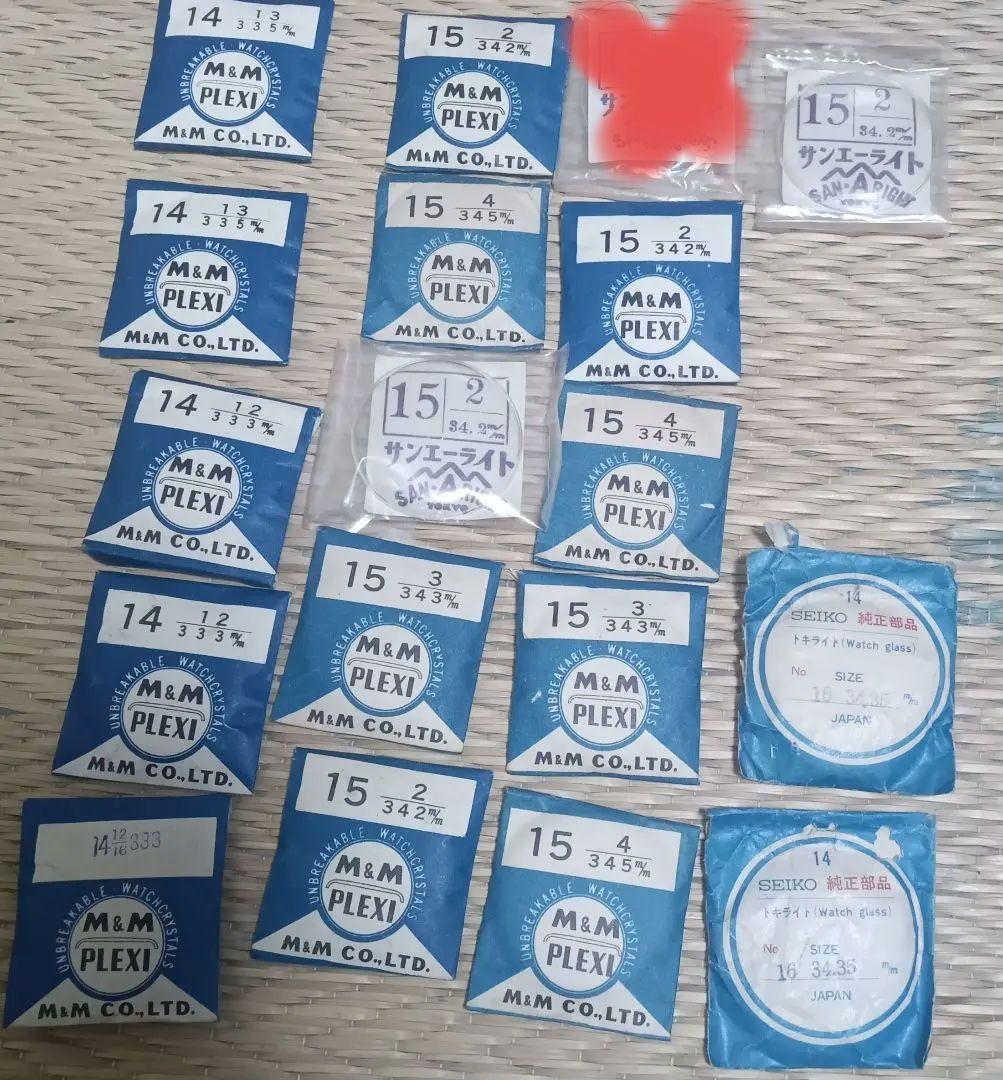 14 13
335 m/m
UNBREAKABLE · WATCHCRYSTALS
M&M
PLEXI
M&M CO.,LTD.
15 2
342 m/m
UNBREAKABLE · WATCHCRYSTALS
M&M
PLEXI
M&M CO.,LTD.
サ
15 2
34.2 m/m
サンエーライト
SAN·A RIGH
TOKYO
14 13
335 m/m
UNBREAKABLE · WATCHCRYSTALS
M&M
PLEXI
M&M CO.,LTD.
15 4
345 m/m
UNBREAKABLE · WATCHCRYSTALS
M&M
PLEXI
M&M CO.,LTD.
15 2
342 m/m
UNBREAKABLE · WATCHCRYSTALS
M&M
PLEXI
M&M CO.,LTD.
14 12
333 m/m
UNBREAKABLE · WATCHCRYSTALS
M&M
PLEXI
M&M CO.,LTD.
15 2
34.2 m/m
サンエーライト
SAN·A RIG
TOKYO
15 4
345 m/m
UNBREAKABLE · WATCHCRYSTALS
M&M
PLEXI
M&M CO.,LTD.
14 12
333 m/m
UNBREAKABLE · WATCHCRYSTALS
M&M
PLEXI
M&M CO.,LTD.
15 3
343 m/m
UNBREAKABLE · WATCHCRYSTALS
M&M
PLEXI
M&M CO.,LTD.
15 3
343 m/m
UNBREAKABLE · WATCHCRYSTALS
M&M
PLEXI
M&M CO.,LTD.
14
SEIKO 純正部品
トキライト(Watch glass)
No. SIZE
16 34.35 m/m
JAPAN
14 12/16 333
UNBREAKABLE · WATCHCRYSTALS
M&M
PLEXI
M&M CO.,LTD.
15 2
342 m/m
UNBREAKABLE · WATCHCRYSTALS
M&M
PLEXI
M&M CO.,LTD.
15 4
345 m/m
UNBREAKABLE · WATCHCRYSTALS
M&M
PLEXI
M&M CO.,LTD.
14
SEIKO 純正部品
トキライト(Watch glass)
No SIZE
16 34.35 m/m
JAPAN